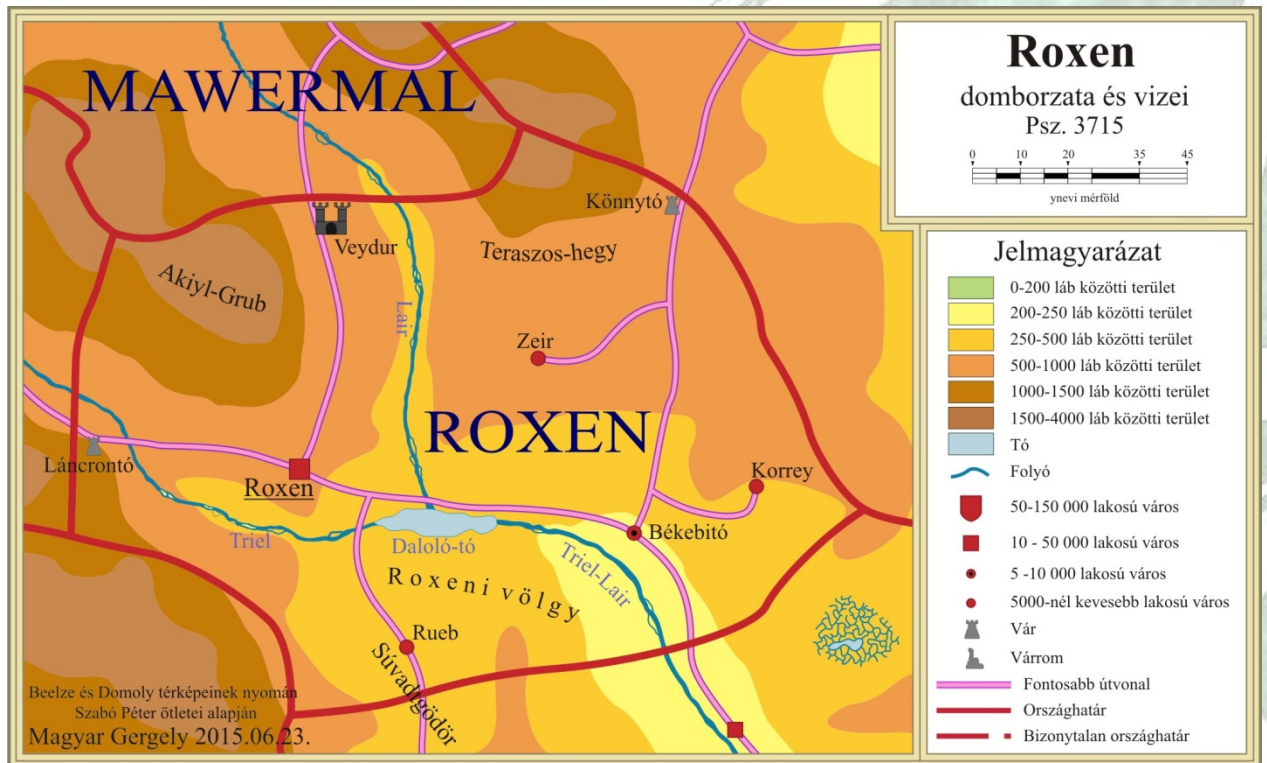 Roxen
domborzata és vizei
Psz. 3715
0 10 20 35 45
ynevi mérföld
Jelmagyarázat
0-200 láb közötti terület
200-250 láb közötti terület
250-500 láb közötti terület
500-1000 láb közötti terület
1000-1500 láb közötti terület
1500-4000 láb közötti terület
Tó
Folyó
50-150 000 lakosú város
10 - 50 000 lakosú város
5 -10 000 lakosú város
5000-nél kevesebb lakosú város
Vár
Várrom
Fontosabb útvonal
Országhatár
Bizonytalan országhatár
MAWERMAL
Könnytó
Veydur
Teraszos-hegy
Akiyl-Grub
Lair
Zeir
ROXEN
Láncrontó
Roxen
Korrey
Triel
Daloló-tó
Békebitó
Triel-Lair
Roxeni völgy
Rueb
Súvadtgödör
Beelze és Domoly térképeinek nyomán
Szabó Péter ötletei alapján
Magyar Gergely 2015.06.23.